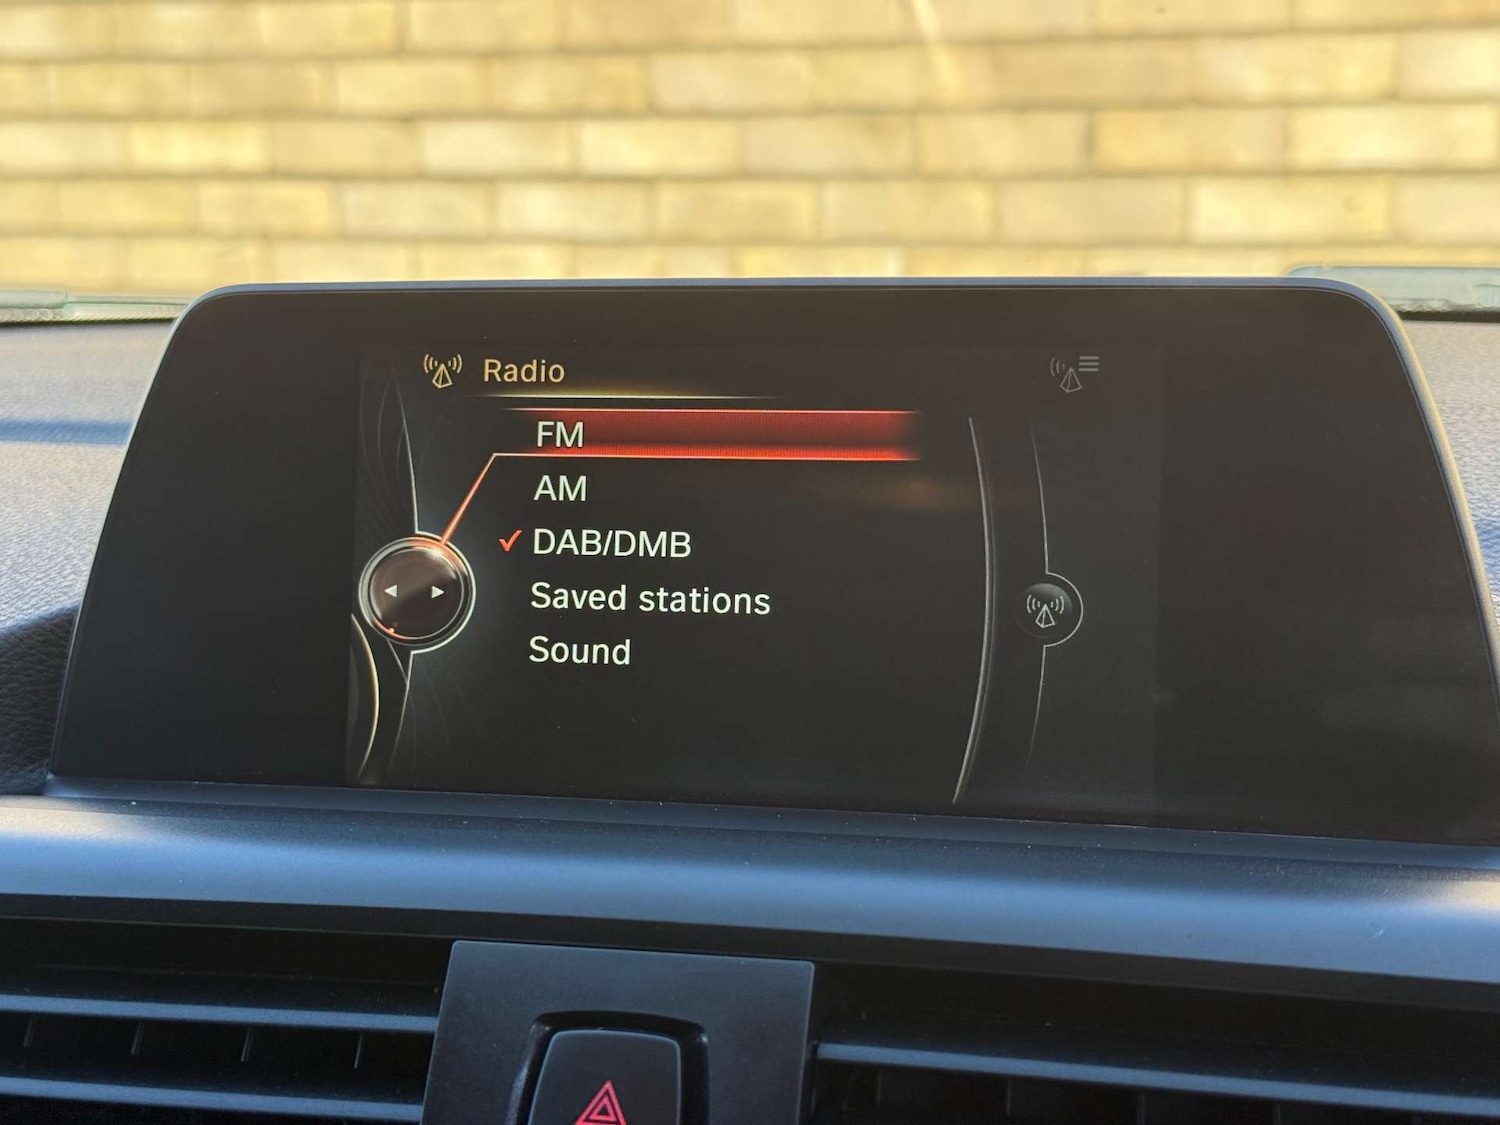 Radio
FM
AM
DAB/DMB
Saved stations
Sound